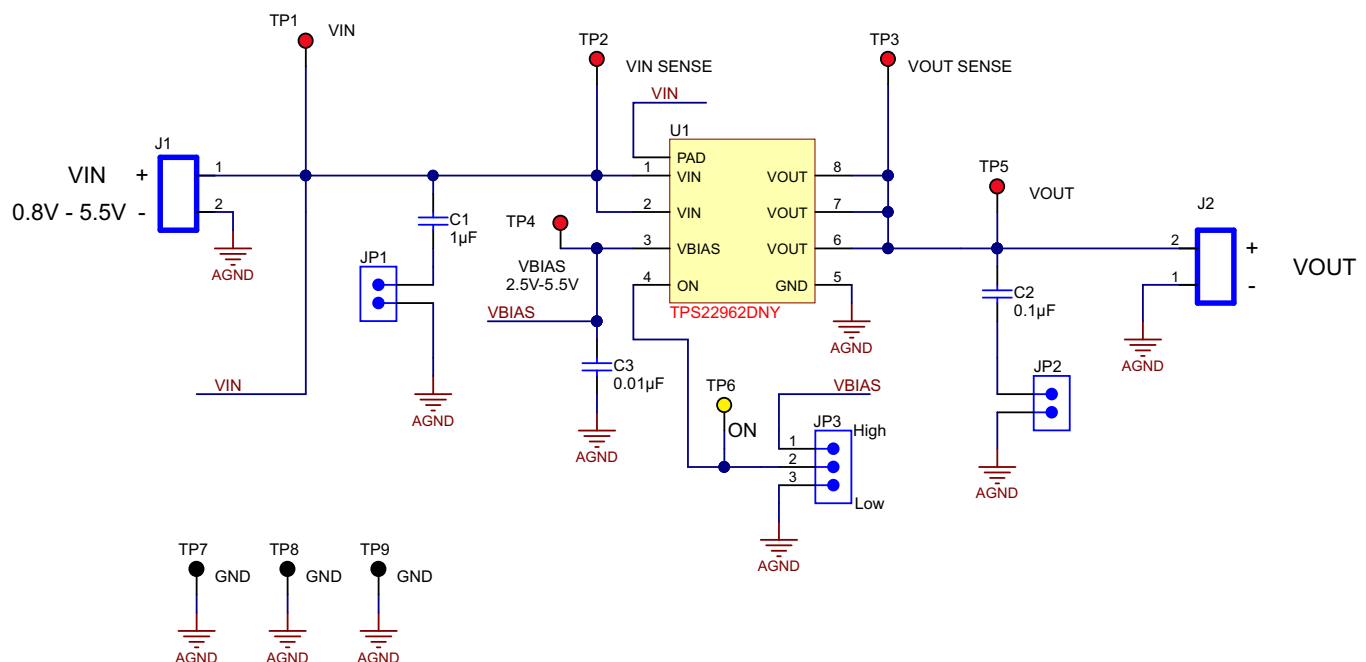 TP1
VIN
TP2
VIN SENSE
TP3
VOUT SENSE
VIN
J1
VIN +
0.8V - 5.5V -
1
2
AGND
C1
1µF
JP1
AGND
VIN
TP4
VBIAS
2.5V-5.5V
VBIAS
C3
0.01µF
AGND
U1
PAD
1 VIN VOUT 8
2 VIN VOUT 7
3 VBIAS VOUT 6
4 ON GND 5
TPS22962DNY
AGND
TP5
VOUT
C2
0.1µF
JP2
AGND
J2
2
1
+
-
VOUT
AGND
TP6
ON
VBIAS
JP3
High
1
2
3
Low
AGND
TP7
GND
AGND
TP8
GND
AGND
TP9
GND
AGND